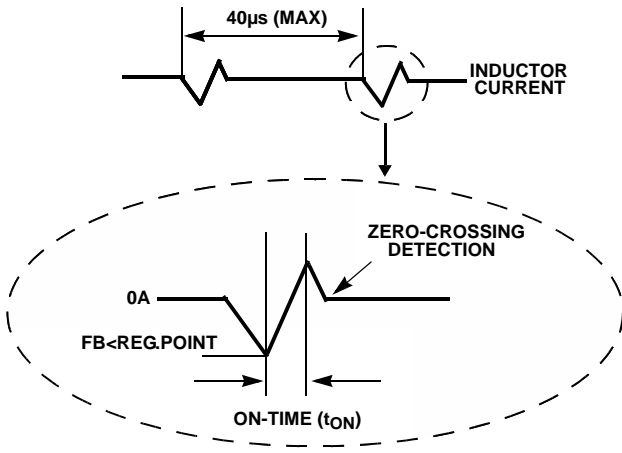 40µs (MAX)
INDUCTOR
CURRENT
ZERO-CROSSING
DETECTION
0A
FB<REG.POINT
ON-TIME (tON)